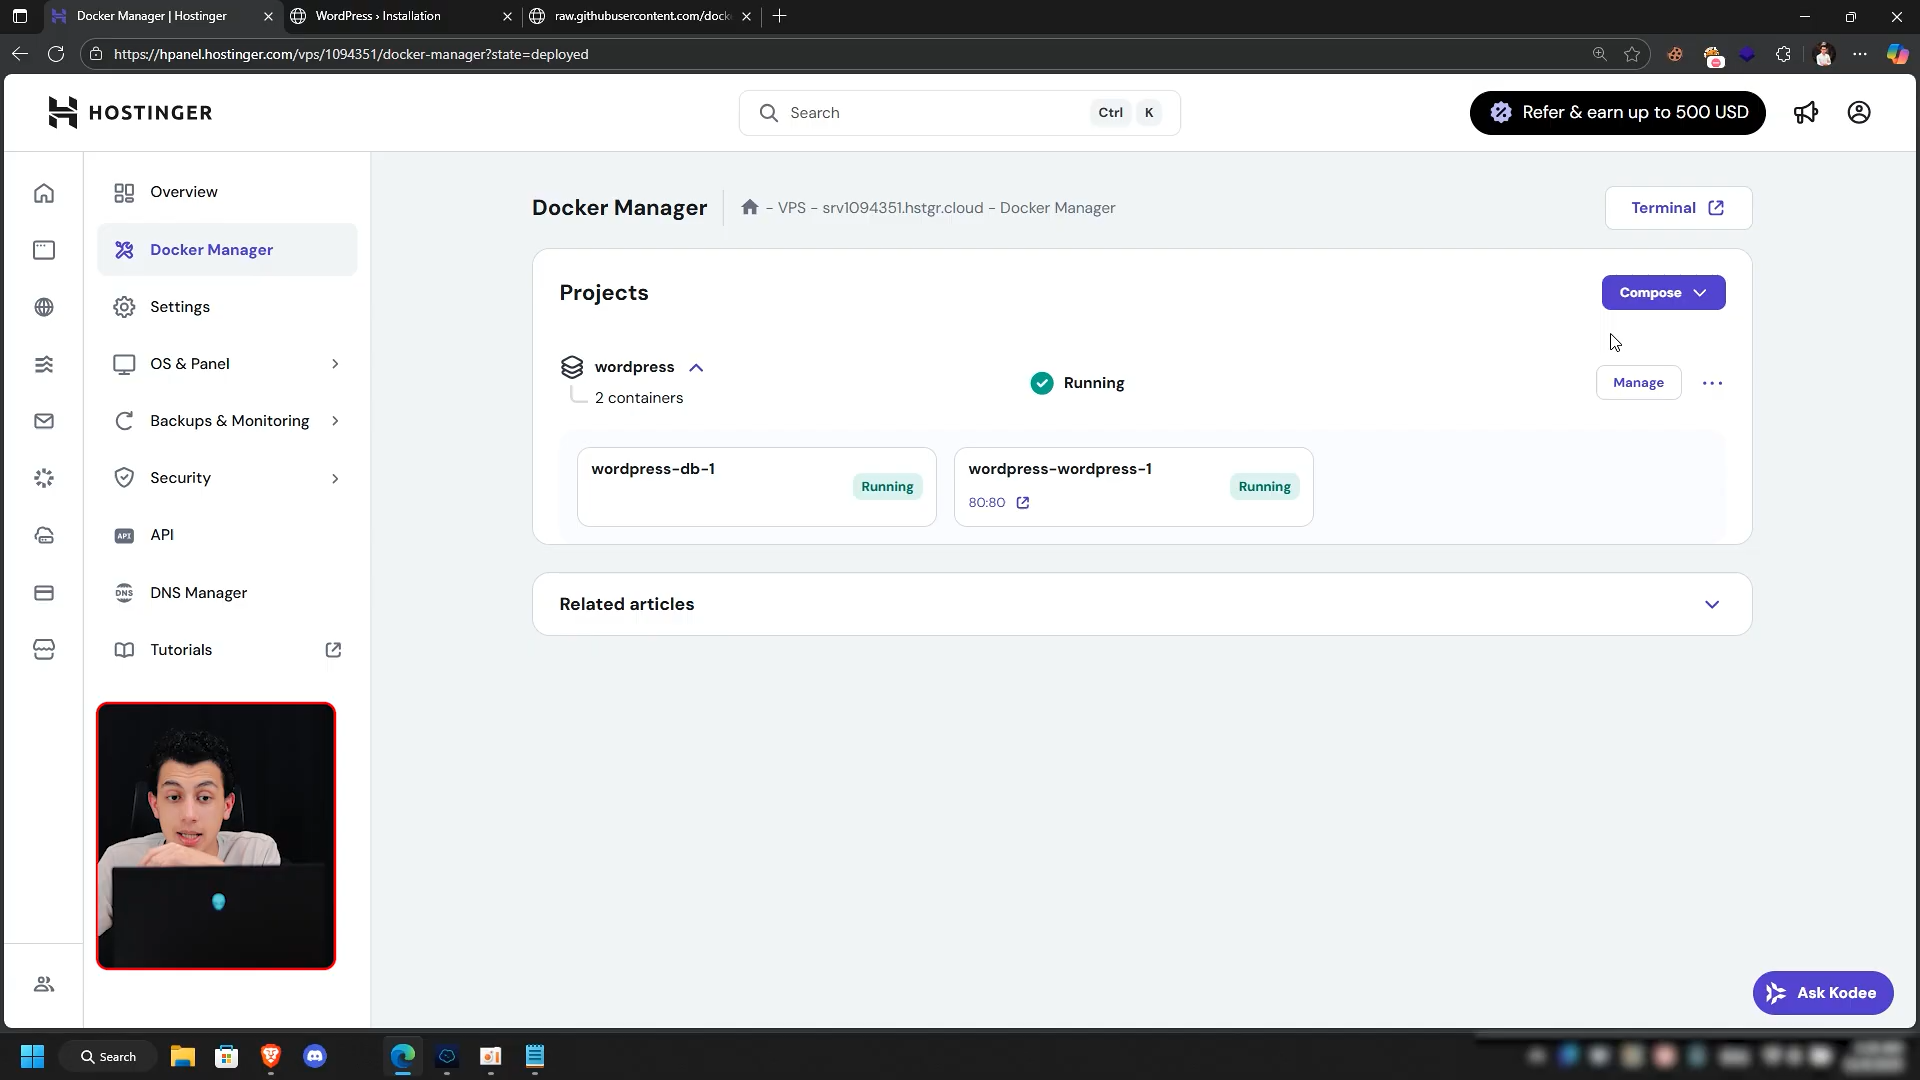 Docker Manager | Hostinger
WordPress › Installation
raw.githubusercontent.com/dock
https://hpanel.hostinger.com/vps/1094351/docker-manager?state=deployed
HOSTINGER
Search
Ctrl
K
Refer & earn up to 500 USD
Overview
Docker Manager
Settings
OS & Panel
Backups & Monitoring
Security
API
API
DNS
DNS Manager
Tutorials
Docker Manager
- VPS - srv1094351.hstgr.cloud - Docker Manager
Terminal
Projects
Compose
wordpress
2 containers
Running
Manage
wordpress-db-1
Running
wordpress-wordpress-1
80:80
Running
Related articles
Ask Kodee
Search